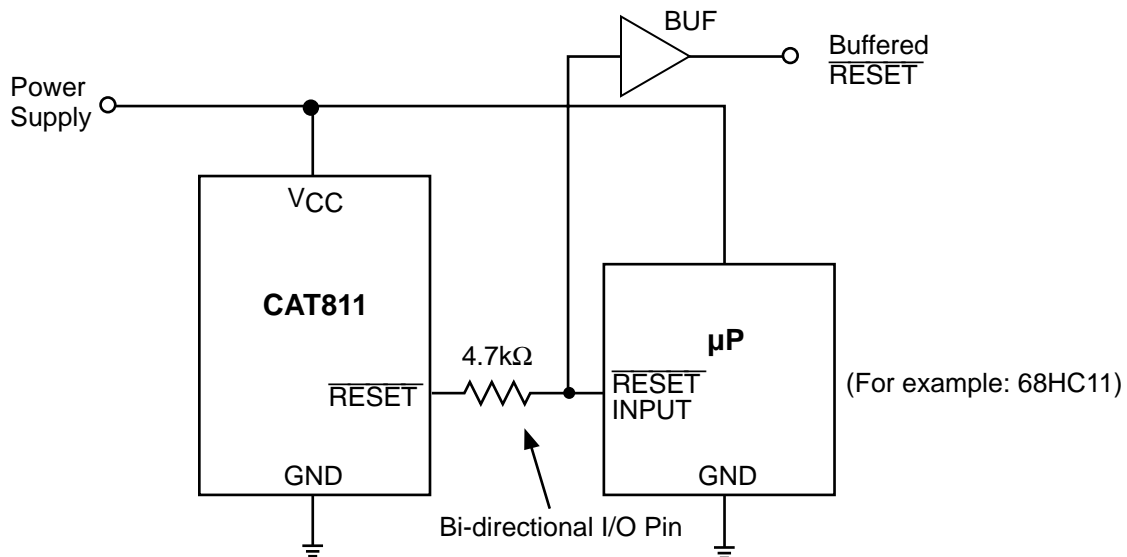 BUF
Buffered
RESET
Power
Supply
VCC
CAT811
RESET
GND
4.7kΩ
µP
RESET
INPUT
GND
(For example: 68HC11)
Bi-directional I/O Pin